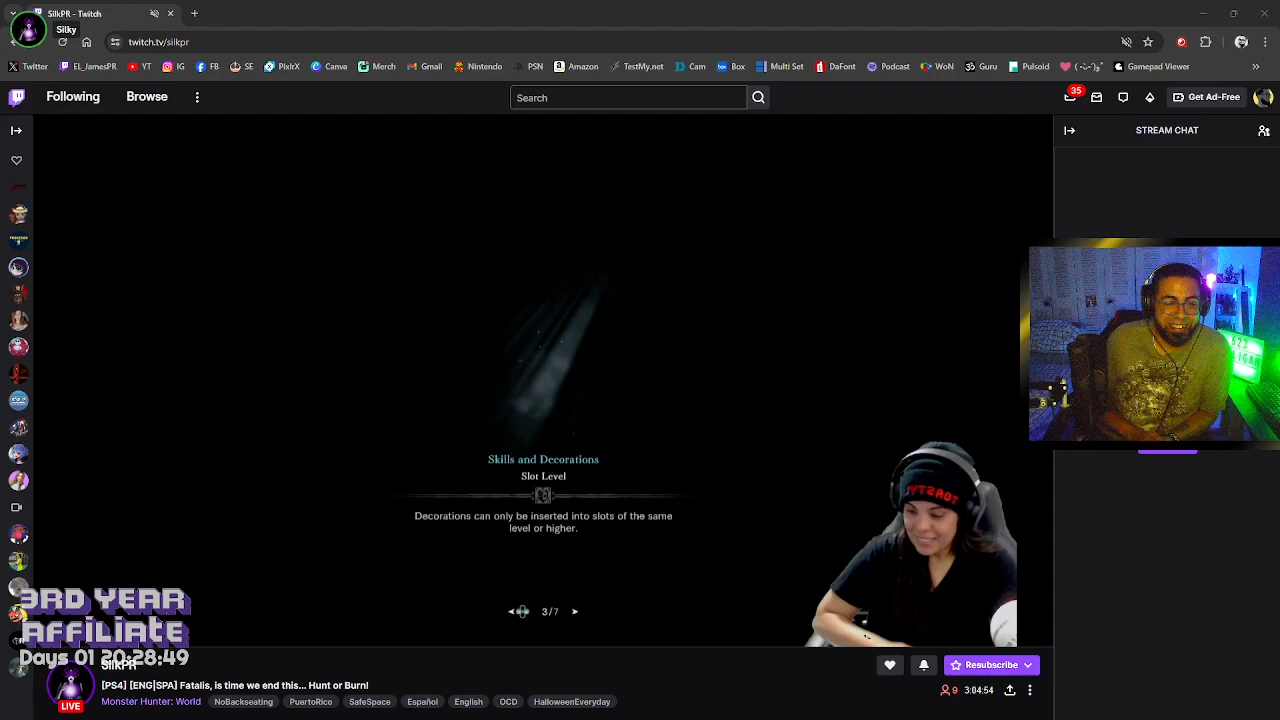 SilkPR - Twitch
Silky
twitch.tv/silkpr
Twitter
EL_JamesPR
YT
IG
FB
SE
PixlrX
Canva
Merch
Gmail
Nintendo
PSN
Amazon
TestMy.net
Cam
Box
Multi Set
DaFont
Podcast
WoN
Guru
Pulsoid
Gamepad Viewer
Following
Browse
Search
35
Get Ad-Free
STREAM CHAT
Skills and Decorations
Slot Level
Decorations can only be inserted into slots of the same
level or higher.
3/7
3RD YEAR
AFFILIATE
Days 01 30-28-49
SilkPR
LIVE
[PS4] [ENG|SPA] Fatalis, is time we end this... Hunt or Burn!
Monster Hunter: World
NoBackseating
PuertoRico
SafeSpace
Español
English
OCD
HalloweenEveryday
Resubscribe
9
3:04:54